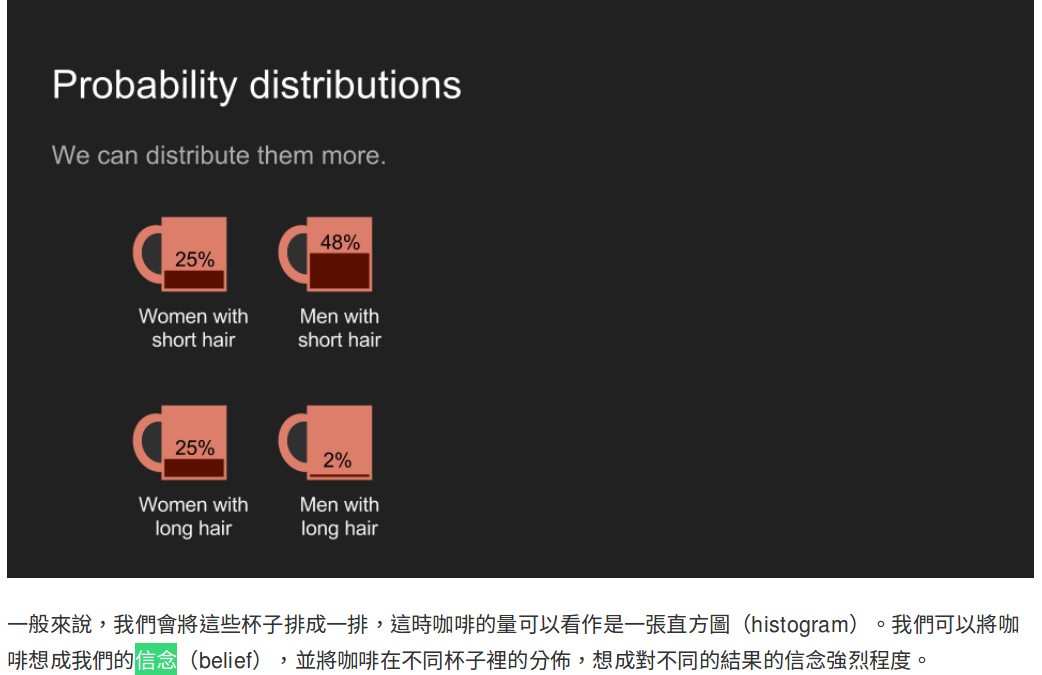 Probability distributions
We can distribute them more.
25%
48%
Women with
short hair
Men with
short hair
25%
2%
Women with
long hair
Men with
long hair
一般來說，我們會將這些杯子排成一排，這時咖啡的量可以看作是一張直方圖（histogram）。我們可以將咖
啡想成我們的信念（belief），並將咖啡在不同杯子裡的分佈，想成對不同的結果的信念強烈程度。